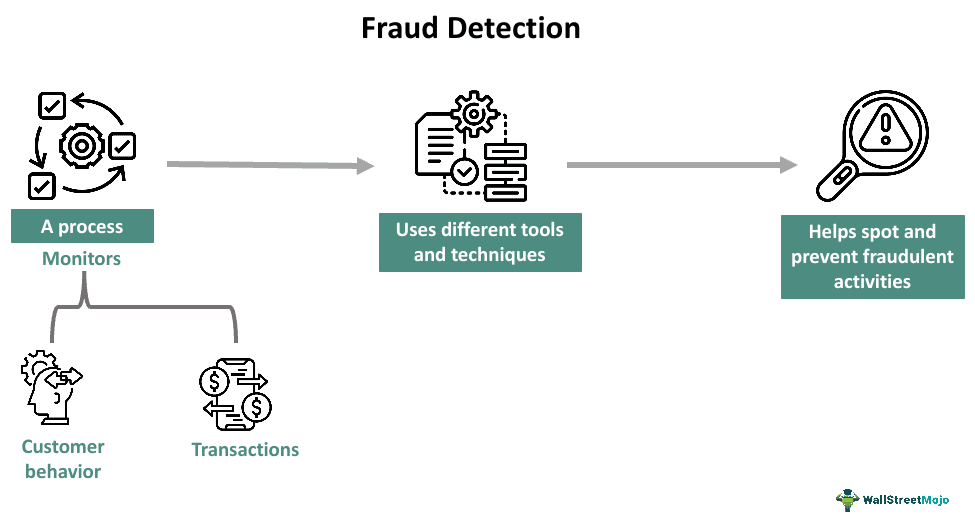 Fraud Detection
A process
Monitors
Uses different tools
and techniques
Helps spot and
prevent fraudulent
activities
Customer
behavior
Transactions
WallStreetMojo